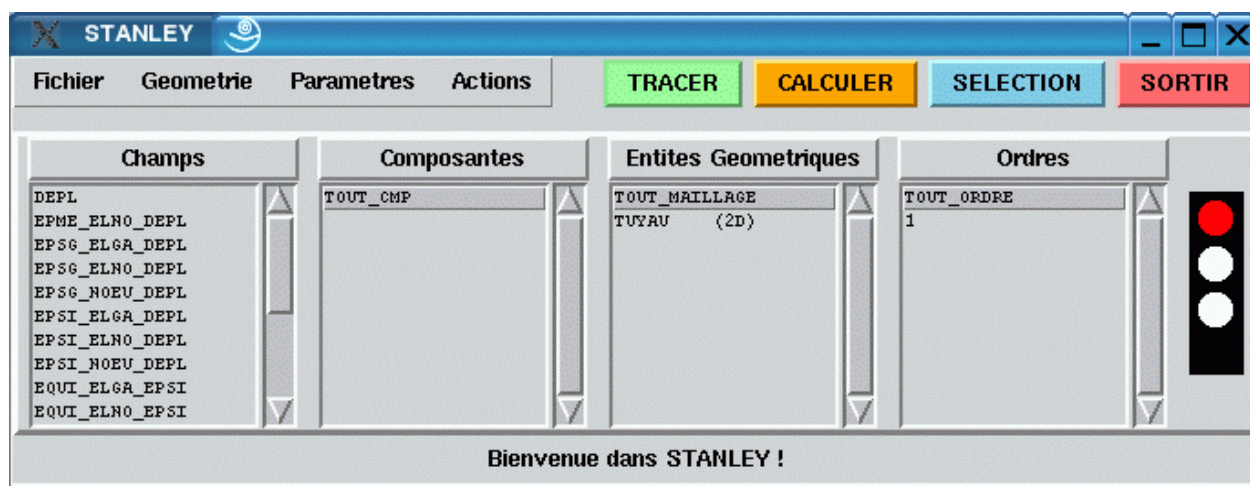 STANLEY
Fichier Geometrie Parametres Actions TRACER CALCULER SELECTION SORTIR
Champs Composantes Entites Geometriques Ordres
DEPL TOUT_CMP TOUT_MAILLAGE TOUT_ORDRE
EPME_ELNO_DEPL TUYAU (2D) 1
EPSG_ELGA_DEPL
EPSG_ELNO_DEPL
EPSG_NOEU_DEPL
EPSI_ELGA_DEPL
EPSI_ELNO_DEPL
EPSI_NOEU_DEPL
EQUI_ELGA_EPSI
EQUI_ELNO_EPSI
Bienvenue dans STANLEY !